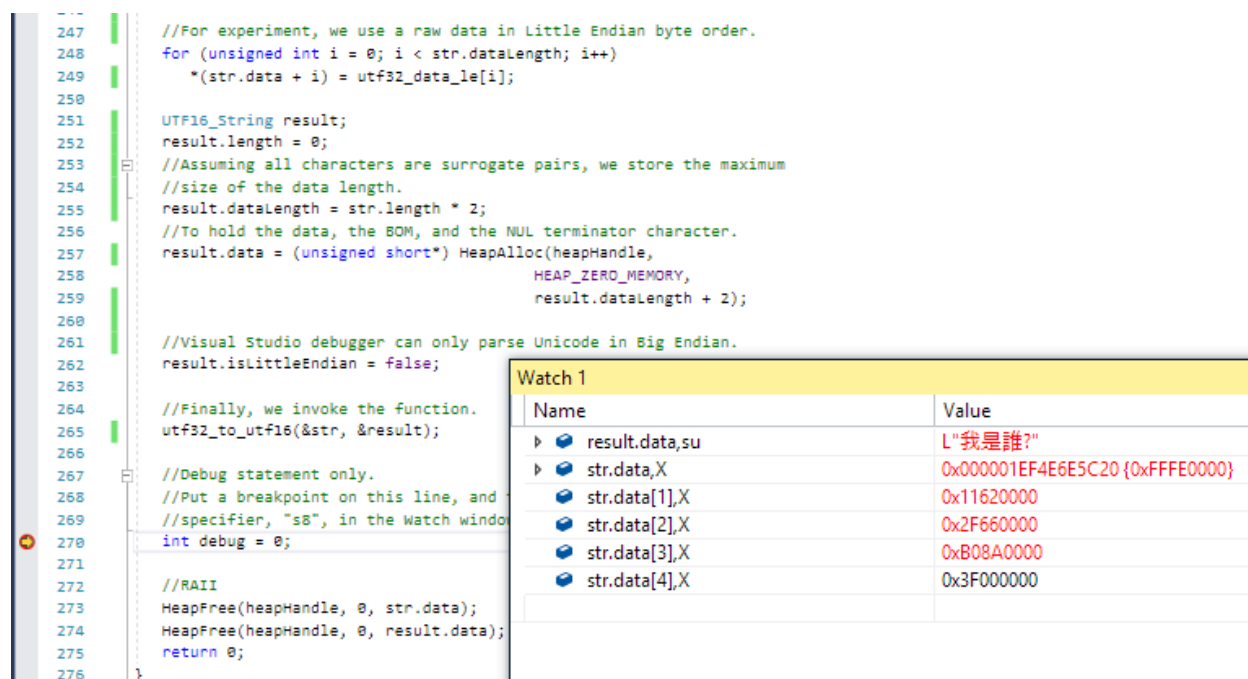 247 //For experiment, we use a raw data in Little Endian byte order.
248 for (unsigned int i = 0; i < str.dataLength; i++)
249 *(str.data + i) = utf32_data_le[i];
250
251 UTF16_String result;
252 result.length = 0;
253 //Assuming all characters are surrogate pairs, we store the maximum
254 //size of the data length.
255 result.dataLength = str.length * 2;
256 //To hold the data, the BOM, and the NUL terminator character.
257 result.data = (unsigned short*) HeapAlloc(heapHandle,
258 HEAP_ZERO_MEMORY,
259 result.dataLength + 2);
260
261 //Visual Studio debugger can only parse Unicode in Big Endian.
262 result.isLittleEndian = false;
263
264 //Finally, we invoke the function.
265 utf32_to_utf16(&str, &result);
266
267 //Debug statement only.
268 //Put a breakpoint on this line, and
269 //specifier, "s8", in the Watch window
270 int debug = 0;
271
272 //RAII
273 HeapFree(heapHandle, 0, str.data);
274 HeapFree(heapHandle, 0, result.data);
275 return 0;
276 }
Watch 1
Name Value
result.data,su L"我是誰?"
str.data,X 0x000001EF4E6E5C20 {0xFFFE0000}
str.data[1],X 0x11620000
str.data[2],X 0x2F660000
str.data[3],X 0xB08A0000
str.data[4],X 0x3F000000